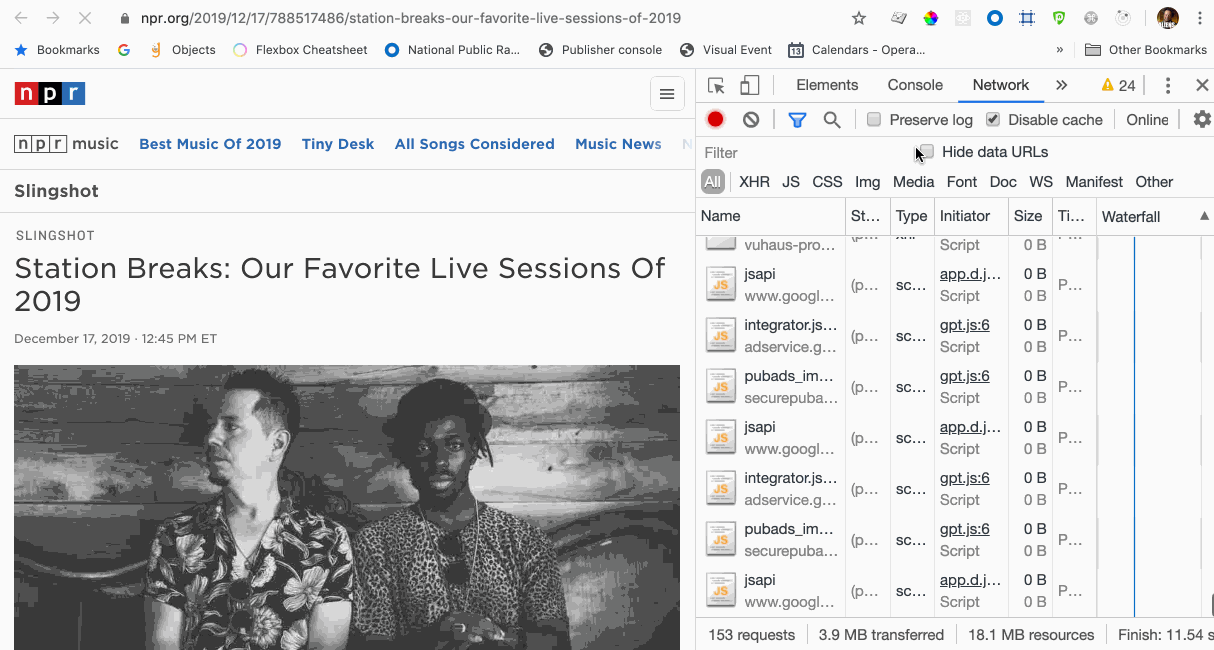 npr.org/2019/12/17/788517486/station-breaks-our-favorite-live-sessions-of-2019
Bookmarks Objects Flexbox Cheatsheet National Public Ra... Publisher console Visual Event 13 Calendars - Opera... » Other Bookmarks
npr
npr music Best Music Of 2019 Tiny Desk All Songs Considered Music News N
Slingshot
SLINGSHOT
Station Breaks: Our Favorite Live Sessions Of
2019
December 17, 2019 · 12:45 PM ET
Elements Console Network » 24
Preserve log Disable cache Online
Filter Hide data URLs
All XHR JS CSS Img Media Font Doc WS Manifest Other
Name St... Type Initiator Size Ti... Waterfall
vuhaus-pro... Script 0 B
jsapi (p... sc... app.d.j... 0 B P...
www.googl... Script 0 B
integrator.js... (p... sc... gpt.js:6 0 B P...
adservice.g... Script 0 B
pubads_im... (p... sc... gpt.js:6 0 B P...
securepuba... Script 0 B
jsapi (p... sc... app.d.j... 0 B P...
www.googl... Script 0 B
integrator.js... (p... sc... gpt.js:6 0 B P...
adservice.g... Script 0 B
pubads_im... (p... sc... gpt.js:6 0 B P...
securepuba... Script 0 B
jsapi (p... sc... app.d.j... 0 B P...
www.googl... Script 0 B
153 requests 3.9 MB transferred 18.1 MB resources Finish: 11.54 s